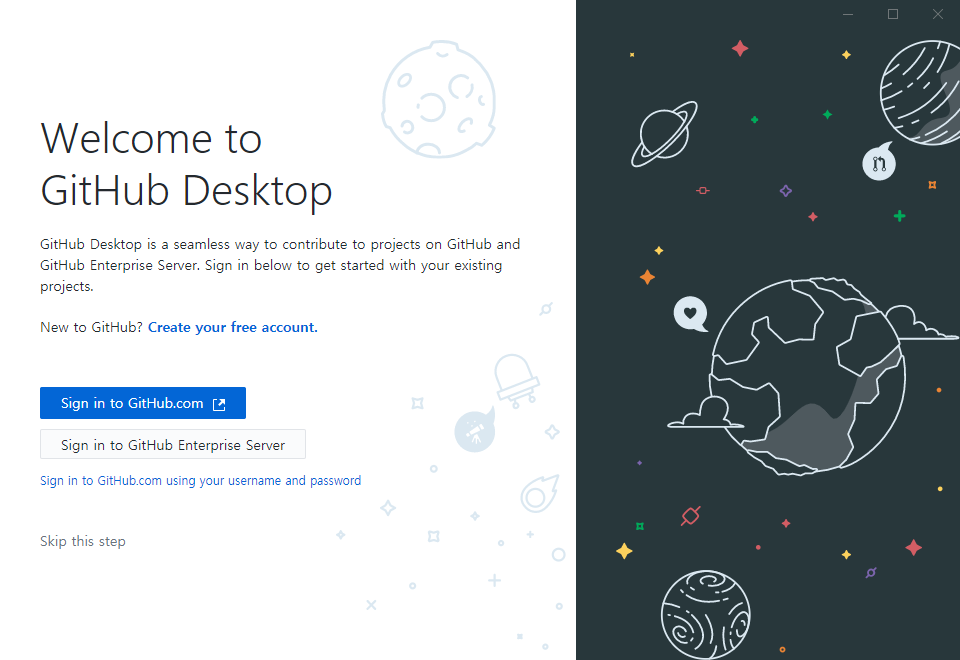 Welcome to
GitHub Desktop
GitHub Desktop is a seamless way to contribute to projects on GitHub and
GitHub Enterprise Server. Sign in below to get started with your existing
projects.
New to GitHub? Create your free account.
Sign in to GitHub.com
Sign in to GitHub Enterprise Server
Sign in to GitHub.com using your username and password
Skip this step